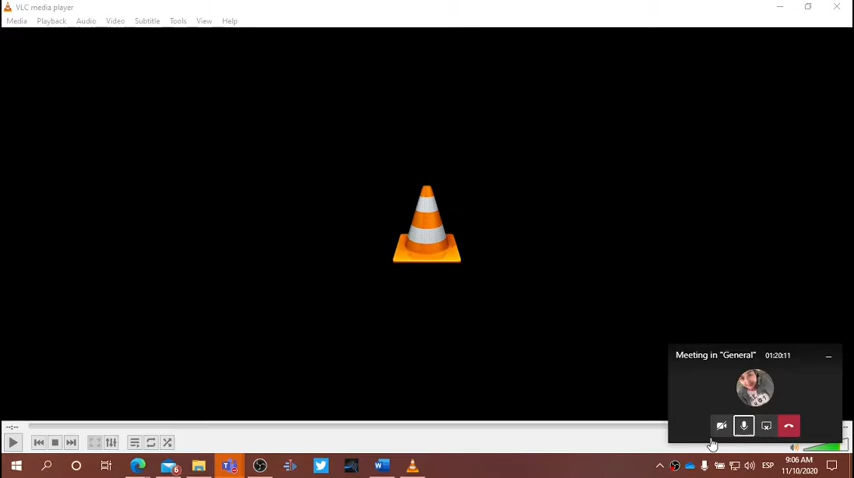 VLC media player
Media Playback Audio Video Subtitle Tools View Help
Meeting in "General" 01:20:11
--:--
6
ESP
9:06 AM
11/10/2020